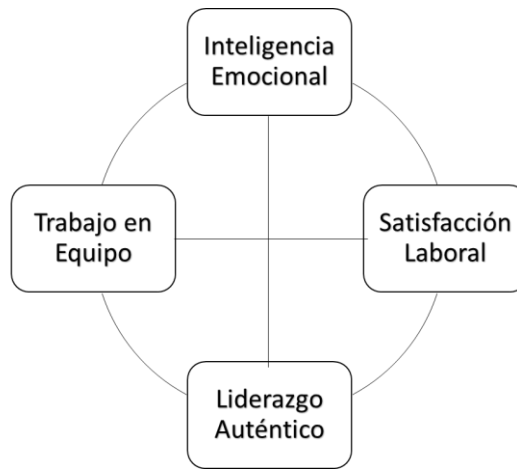 Inteligencia
Emocional
Trabajo en
Equipo
Satisfacción
Laboral
Liderazgo
Auténtico